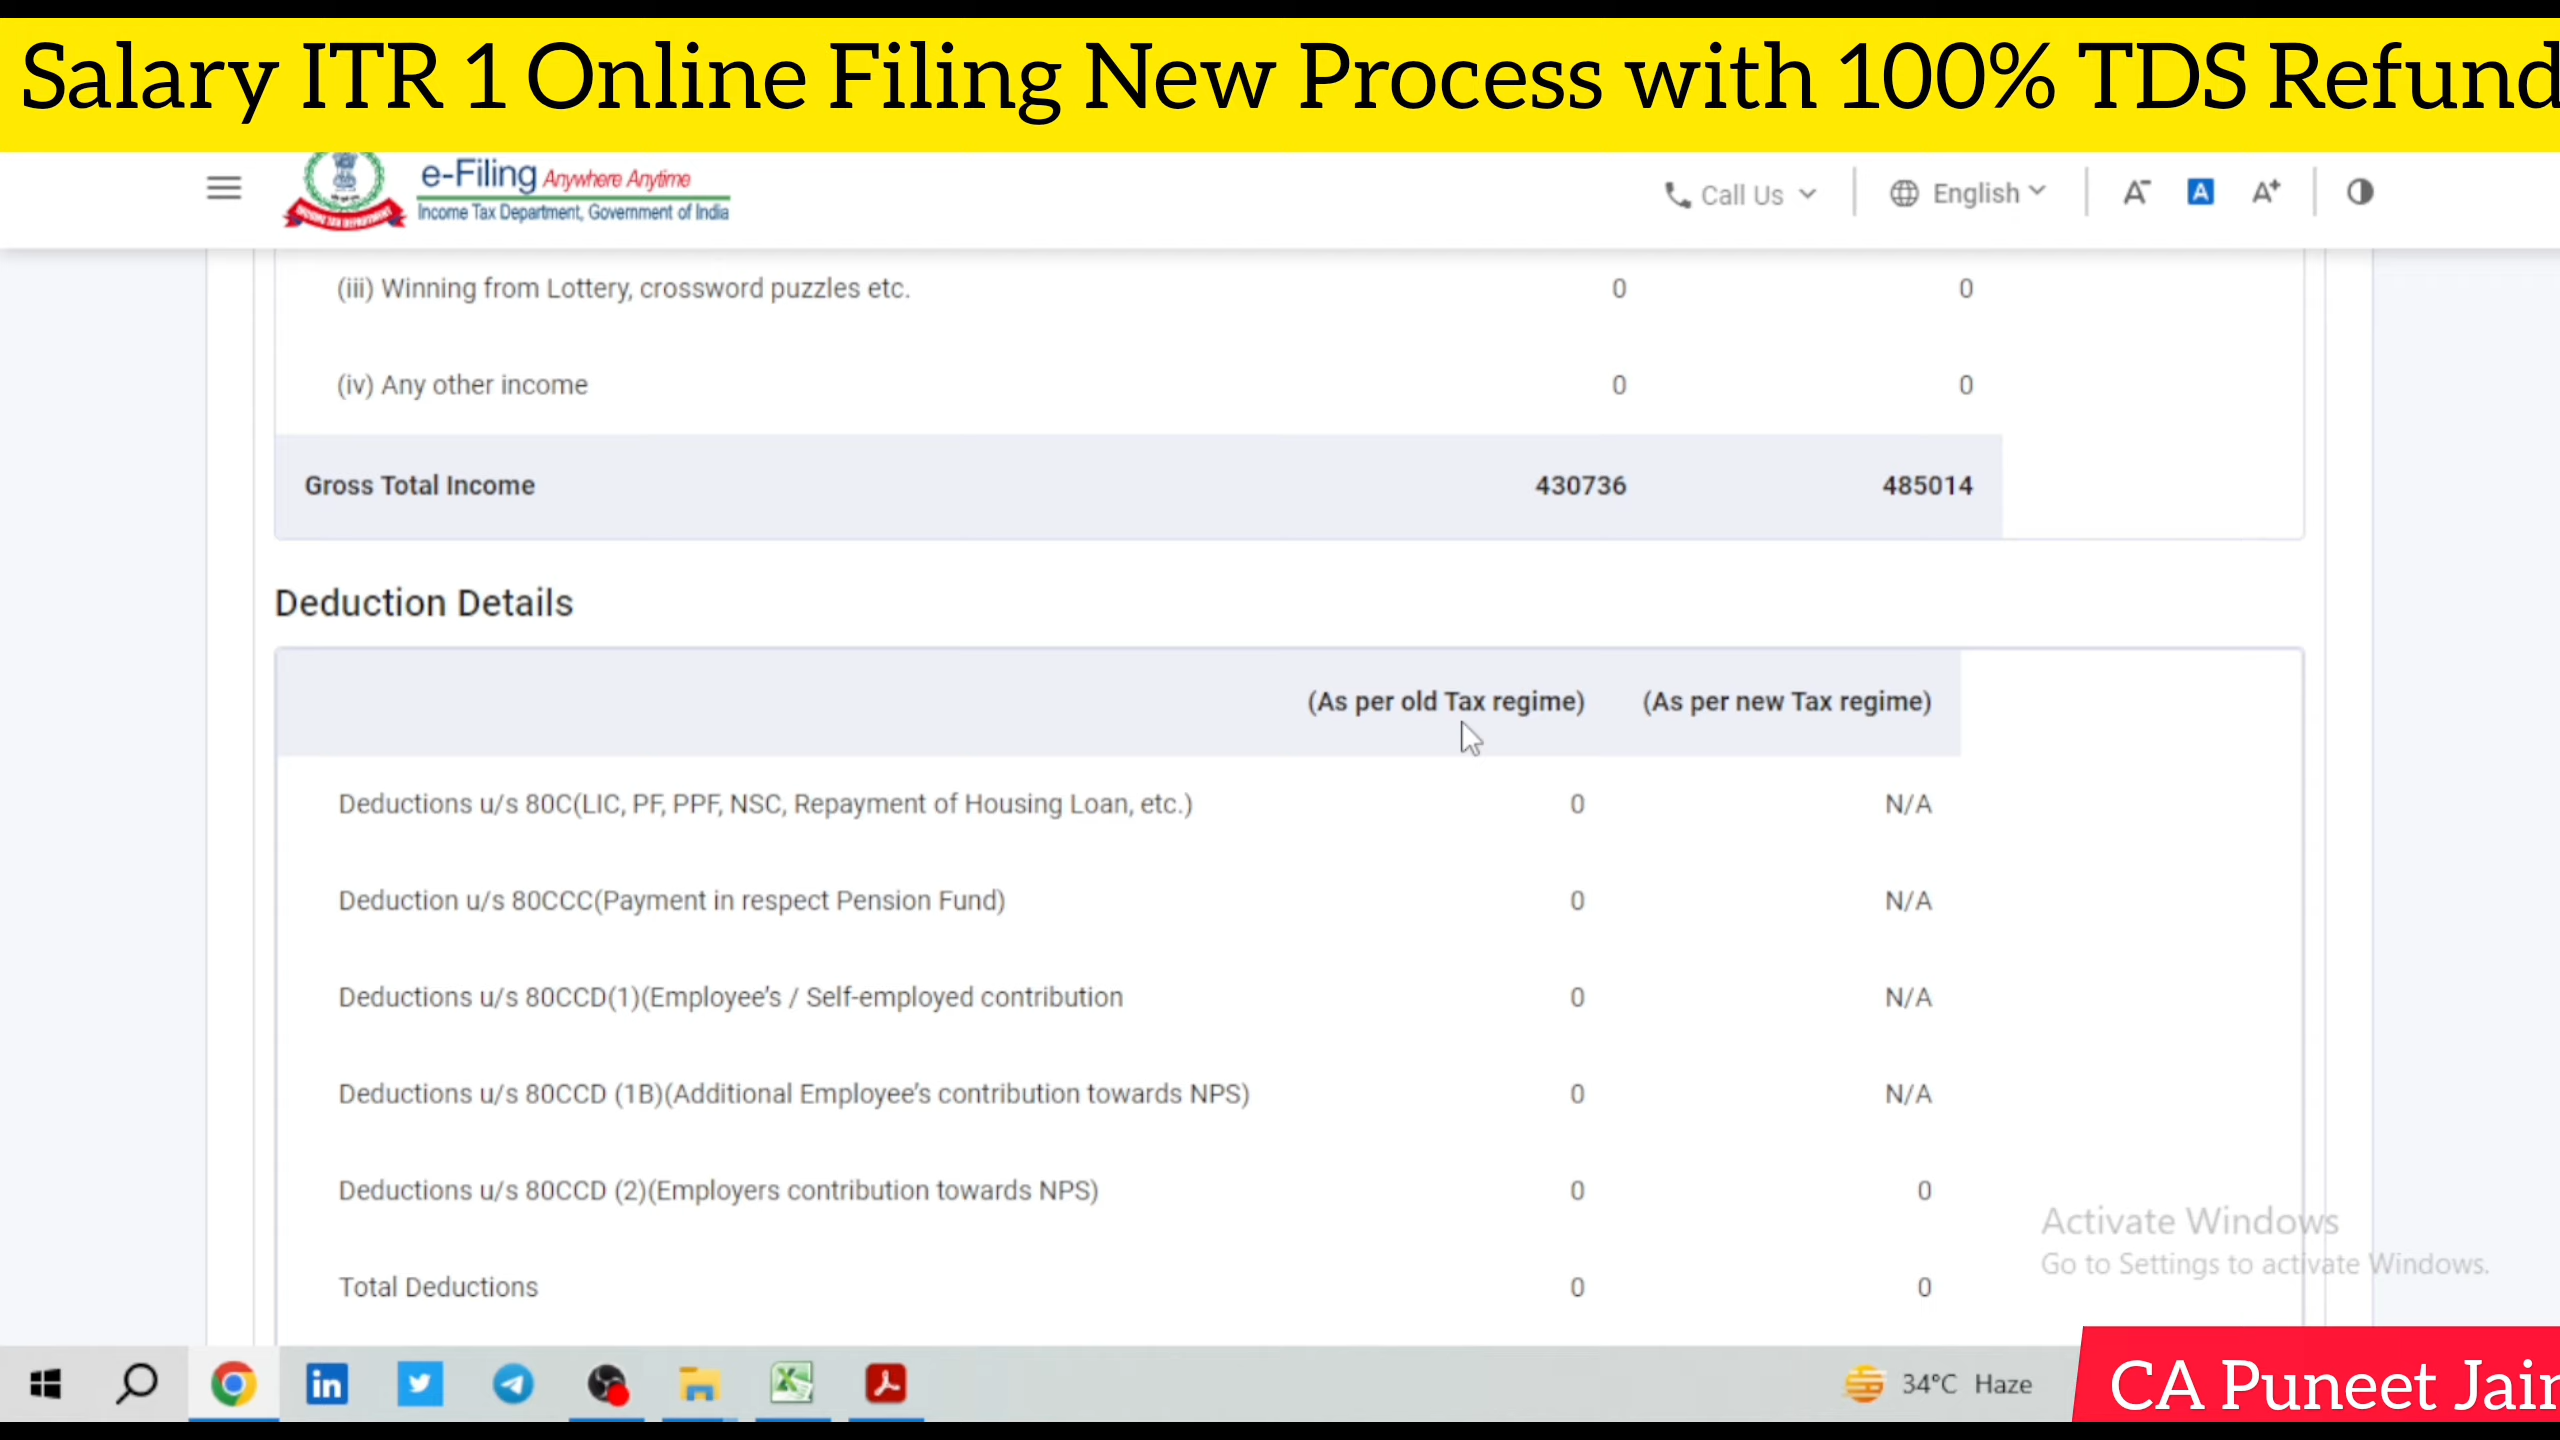 Salary ITR 1 Online Filing New Process with 100% TDS Refund
e-Filing Anywhere Anytime
Income Tax Department, Government of India
Call Us English A- A A+
(iii) Winning from Lottery, crossword puzzles etc. 0 0
(iv) Any other income 0 0
Gross Total Income 430736 485014
Deduction Details
(As per old Tax regime) (As per new Tax regime)
Deductions u/s 80C(LIC, PF, PPF, NSC, Repayment of Housing Loan, etc.) 0 N/A
Deduction u/s 80CCC(Payment in respect Pension Fund) 0 N/A
Deductions u/s 80CCD(1)(Employee's / Self-employed contribution 0 N/A
Deductions u/s 80CCD (1B)(Additional Employee's contribution towards NPS) 0 N/A
Deductions u/s 80CCD (2)(Employers contribution towards NPS) 0 0
Total Deductions 0 0
Activate Windows
Go to Settings to activate Windows.
34°C Haze
CA Puneet Jain